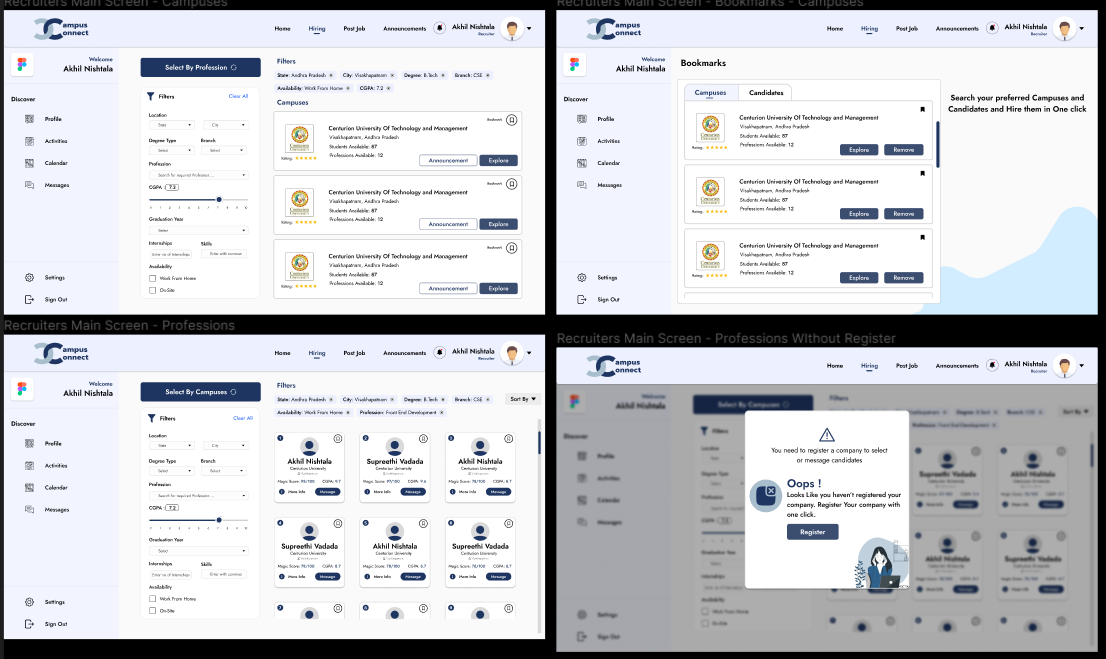 Recruiters Main Screen - Campuses
Campus
Connect
Home
Hiring
Post Job
Announcements
Akhil Nishtala
Recruiter
Welcome
Akhil Nishtala
Discover
Profile
Activities
Calendar
Messages
Settings
Sign Out
Select By Profession
Filters
Clear All
Location
State
City
Degree Type
Branch
Select
Select
Profession
Search for required Profession...
CGPA: 7.3
Graduation Year
Select
Internships
Skills
Enter no of Internships
Enter with commas
Availability
Work From Home
On-Site
Filters
State: Andhra Pradesh
City: Visakhapatnam
Degree: B.Tech
Branch: CSE
Availability: Work From Home
CGPA: 7.2
Campuses
Bookmark
Centurion University Of Technology and Management
Visakhapatnam, Andhra Pradesh
Students Available: 87
Professions Available: 12
Rating:
Announcement
Explore
Bookmark
Centurion University Of Technology and Management
Visakhapatnam, Andhra Pradesh
Students Available: 87
Professions Available: 12
Rating:
Announcement
Explore
Bookmark
Centurion University Of Technology and Management
Visakhapatnam, Andhra Pradesh
Students Available: 87
Professions Available: 12
Rating:
Announcement
Explore
Recruiters Main Screen - Bookmarks - Campuses
Campus
Connect
Home
Hiring
Post Job
Announcements
Akhil Nishtala
Recruiter
Welcome
Akhil Nishtala
Discover
Profile
Activities
Calendar
Messages
Settings
Sign Out
Bookmarks
Campuses
Candidates
Centurion University Of Technology and Management
Visakhapatnam, Andhra Pradesh
Students Available: 87
Professions Available: 12
Rating:
Explore
Remove
Centurion University Of Technology and Management
Visakhapatnam, Andhra Pradesh
Students Available: 87
Professions Available: 12
Rating:
Explore
Remove
Centurion University Of Technology and Management
Visakhapatnam, Andhra Pradesh
Students Available: 87
Professions Available: 12
Rating:
Explore
Remove
Search your preferred Campuses and
Candidates and Hire them in One click
Recruiters Main Screen - Professions
Campus
Connect
Home
Hiring
Post Job
Announcements
Akhil Nishtala
Recruiter
Welcome
Akhil Nishtala
Discover
Profile
Activities
Calendar
Messages
Settings
Sign Out
Select By Campuses
Filters
Clear All
Location
State
City
Degree Type
Branch
Select
Select
Profession
Search for required Profession...
CGPA: 7.2
Graduation Year
Select
Internships
Skills
Enter no of Internships
Enter with commas
Availability
Work From Home
On-Site
Filters
State: Andhra Pradesh
City: Visakhapatnam
Degree: B.Tech
Branch: CSE
Sort By
Availability: Work From Home
Profession: Front End Development
Akhil Nishtala
Centurion University
CGPA: 9.7
More Info
Message
Supreethi Vadada
Centurion University
CGPA: 9.6
More Info
Message
Akhil Nishtala
Centurion University
Magic Score: 78/100
CGPA: 8.7
More Info
Message
Supreethi Vadada
Centurion University
Magic Score: 78/100
CGPA: 8.7
More Info
Message
Akhil Nishtala
Centurion University
Magic Score: 78/100
CGPA: 8.7
More Info
Message
Supreethi Vadada
Centurion University
Magic Score: 78/100
CGPA: 8.7
More Info
Message
Recruiters Main Screen - Professions WIthout Register
Campus
Connect
Home
Hiring
Post Job
Announcements
Akhil Nishtala
Recruiter
You need to register a company to select
or message candidates
Oops !
Looks Like you haven't registered your
company. Register Your company with
one click.
Register